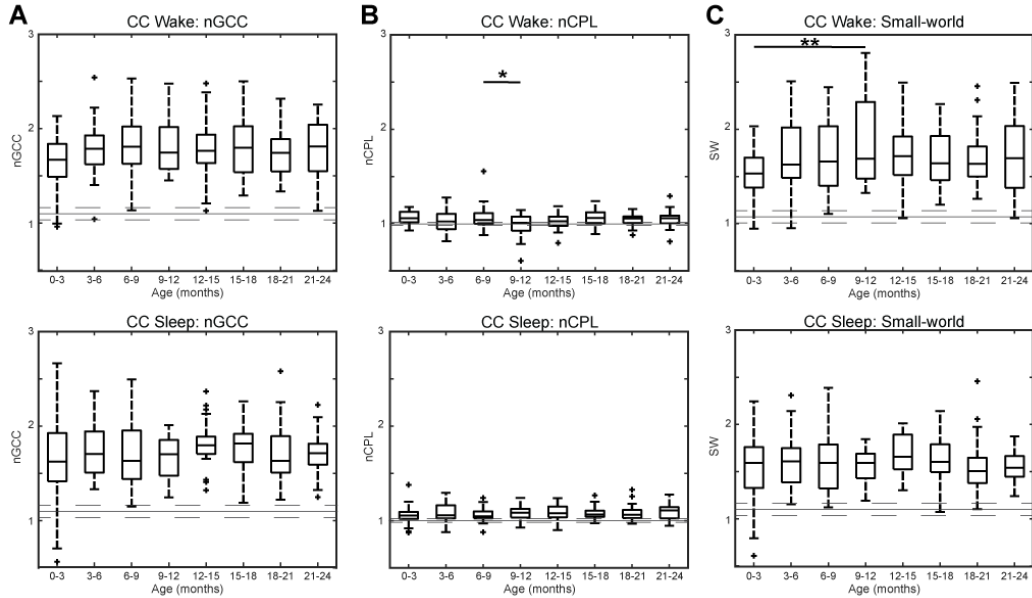 A
CC Wake: nGCC
3
2
1
nGCC
0-3 3-6 6-9 9-12 12-15 15-18 18-21 21-24
Age (months)
B
CC Wake: nCPL
3
2
1
nCPL
*
0-3 3-6 6-9 9-12 12-15 15-18 18-21 21-24
Age (months)
C
CC Wake: Small-world
3
2
1
SW
**
0-3 3-6 6-9 9-12 12-15 15-18 18-21 21-24
Age (months)
CC Sleep: nGCC
3
2
1
nGCC
0-3 3-6 6-9 9-12 12-15 15-18 18-21 21-24
Age (months)
CC Sleep: nCPL
3
2
1
nCPL
0-3 3-6 6-9 9-12 12-15 15-18 18-21 21-24
Age (months)
CC Sleep: Small-world
3
2
1
SW
0-3 3-6 6-9 9-12 12-15 15-18 18-21 21-24
Age (months)